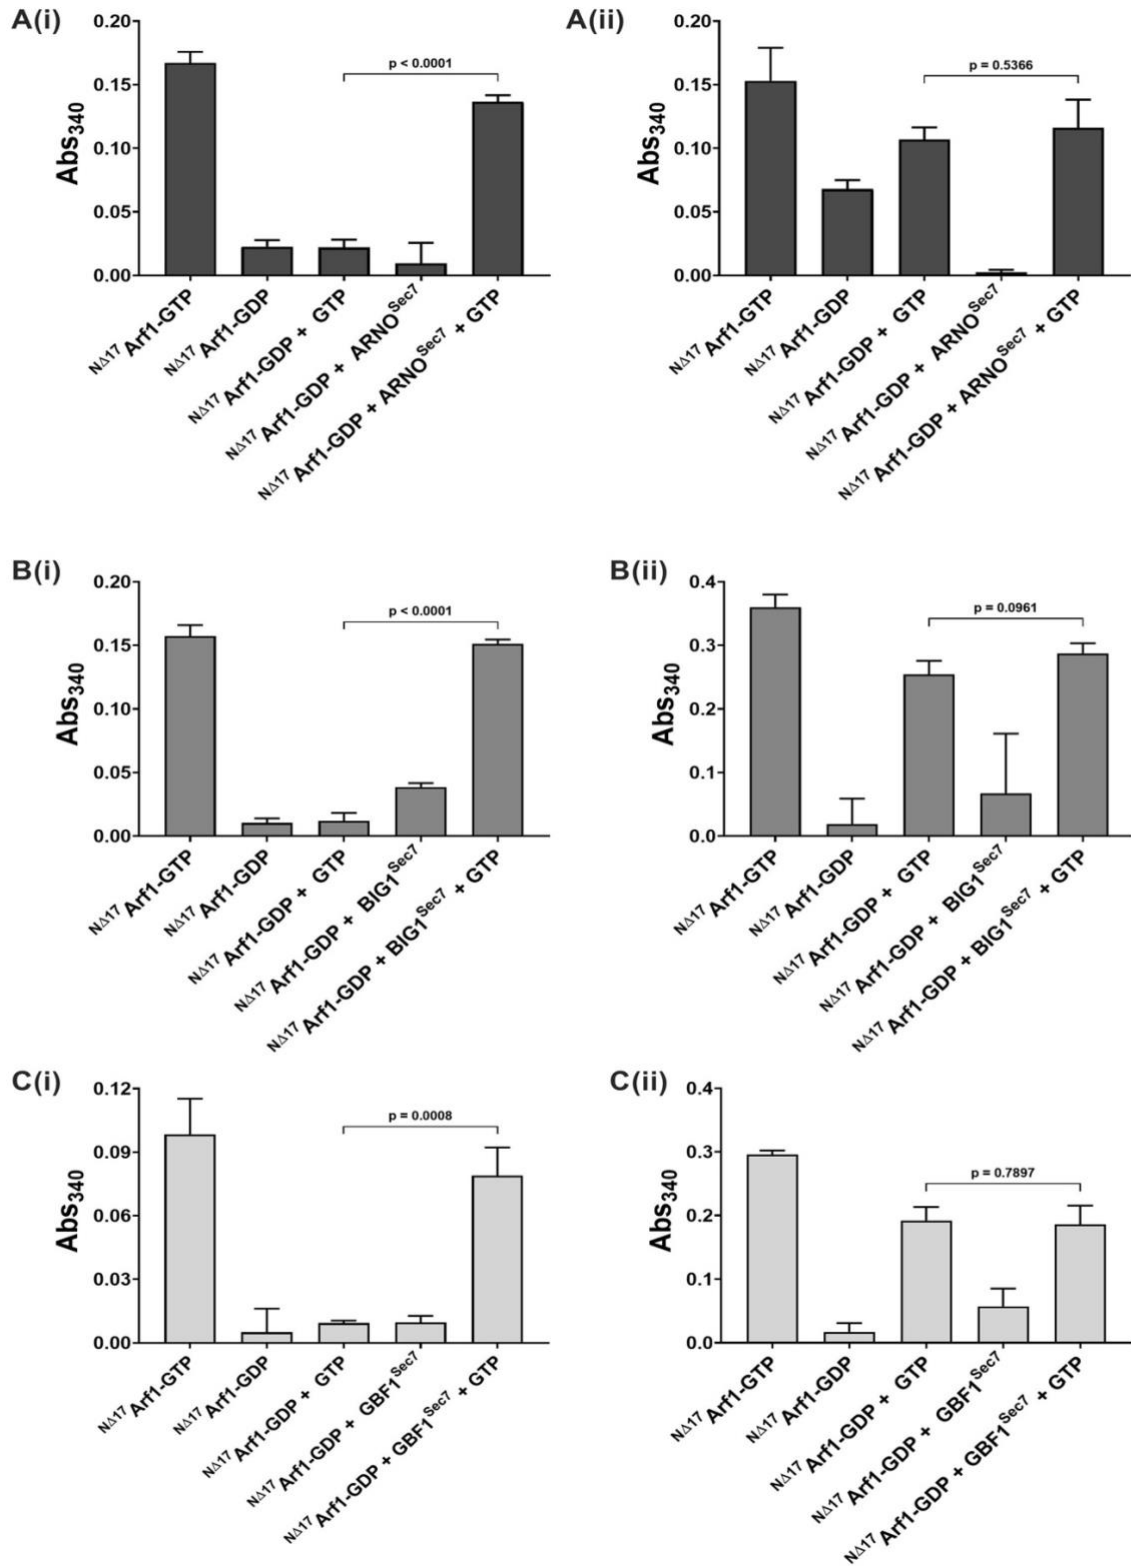 A(i)
0.20
0.15
0.10
0.05
0.00
Abs340
p < 0.0001
NΔ17 Arf1-GTP
NΔ17 Arf1-GDP
NΔ17 Arf1-GDP + GTP
NΔ17 Arf1-GDP + ARNOSec7
NΔ17 Arf1-GDP + ARNOSec7 + GTP
A(ii)
0.20
0.15
0.10
0.05
0.00
Abs340
p = 0.5366
NΔ17 Arf1-GTP
NΔ17 Arf1-GDP
NΔ17 Arf1-GDP + GTP
NΔ17 Arf1-GDP + ARNOSec7
NΔ17 Arf1-GDP + ARNOSec7 + GTP
B(i)
0.20
0.15
0.10
0.05
0.00
Abs340
p < 0.0001
NΔ17 Arf1-GTP
NΔ17 Arf1-GDP
NΔ17 Arf1-GDP + GTP
NΔ17 Arf1-GDP + BIG1Sec7
NΔ17 Arf1-GDP + BIG1Sec7 + GTP
B(ii)
0.4
0.3
0.2
0.1
0.0
Abs340
p = 0.0961
NΔ17 Arf1-GTP
NΔ17 Arf1-GDP
NΔ17 Arf1-GDP + GTP
NΔ17 Arf1-GDP + BIG1Sec7
NΔ17 Arf1-GDP + BIG1Sec7 + GTP
C(i)
0.12
0.09
0.06
0.03
0.00
Abs340
p = 0.0008
NΔ17 Arf1-GTP
NΔ17 Arf1-GDP
NΔ17 Arf1-GDP + GTP
NΔ17 Arf1-GDP + GBF1Sec7
NΔ17 Arf1-GDP + GBF1Sec7 + GTP
C(ii)
0.4
0.3
0.2
0.1
0.0
Abs340
p = 0.7897
NΔ17 Arf1-GTP
NΔ17 Arf1-GDP
NΔ17 Arf1-GDP + GTP
NΔ17 Arf1-GDP + GBF1Sec7
NΔ17 Arf1-GDP + GBF1Sec7 + GTP